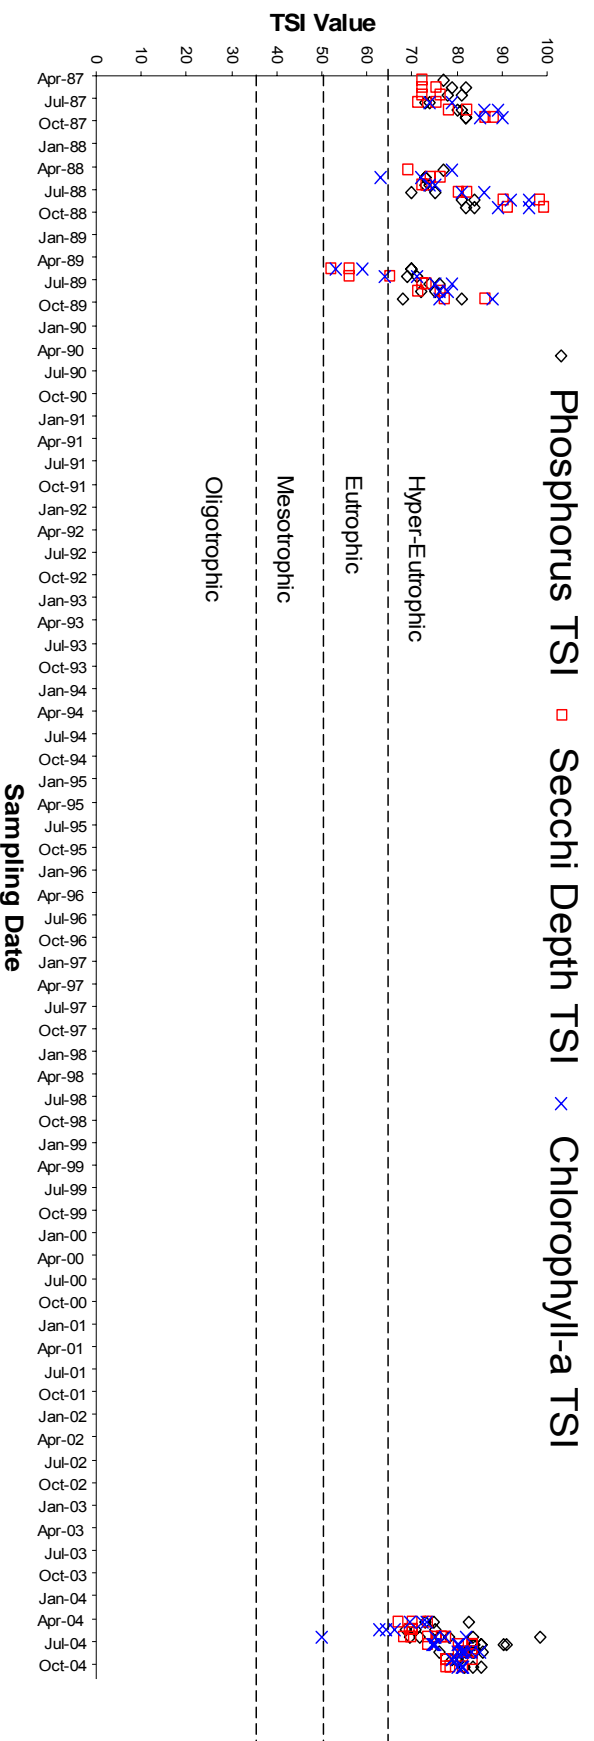 Phosphorus TSI
Secchi Depth TSI
Chlorophyll-a TSI
TSI Value
100
90
80
70
60
50
40
30
20
10
0
Hyper-Eutrophic
Eutrophic
Mesotrophic
Oligotrophic
Apr-87
Jul-87
Oct-87
Jan-88
Apr-88
Jul-88
Oct-88
Jan-89
Apr-89
Jul-89
Oct-89
Jan-90
Apr-90
Jul-90
Oct-90
Jan-91
Apr-91
Jul-91
Oct-91
Jan-92
Apr-92
Jul-92
Oct-92
Jan-93
Apr-93
Jul-93
Oct-93
Jan-94
Apr-94
Jul-94
Oct-94
Jan-95
Apr-95
Jul-95
Oct-95
Jan-96
Apr-96
Jul-96
Oct-96
Jan-97
Apr-97
Jul-97
Oct-97
Jan-98
Apr-98
Jul-98
Oct-98
Jan-99
Apr-99
Jul-99
Oct-99
Jan-00
Apr-00
Jul-00
Oct-00
Jan-01
Apr-01
Jul-01
Oct-01
Jan-02
Apr-02
Jul-02
Oct-02
Jan-03
Apr-03
Jul-03
Oct-03
Jan-04
Apr-04
Jul-04
Oct-04
Sampling Date